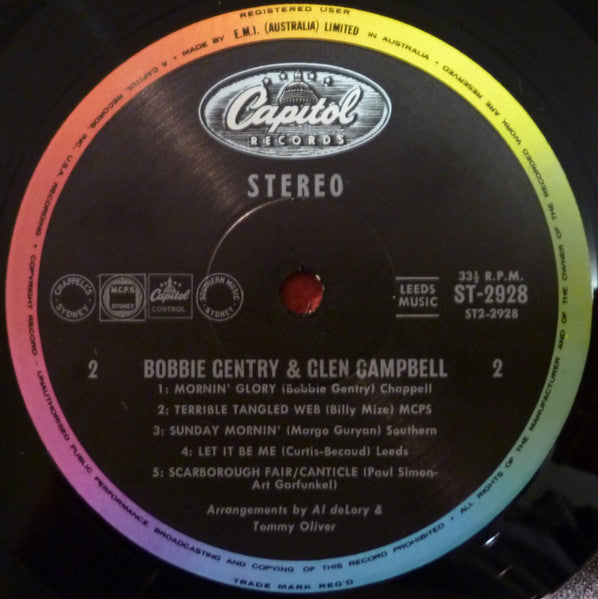 REGISTERED USER
MADE BY E.M.I. (AUSTRALIA) LIMITED IN AUSTRALIA
A CAPITOL RECORDS, INC. U.S.A. RECORDING • COPYRIGHT RECORD • UNAUTHORISED PUBLIC PERFORMANCE, BROADCASTING AND COPYING OF THIS RECORD PROHIBITED • ALL RIGHTS OF THE MANUFACTURER AND OF THE OWNER OF THE RECORDED WORK ARE RESERVED
TRADE MARK REG'D
Capitol
RECORDS
STEREO
CHAPPELL'S SYDNEY
M.C.P.S. SYDNEY
Capitol
CONTROL
SOUTHERN MUSIC SYDNEY
LEEDS
MUSIC
33⅓ R.P.M.
ST-2928
ST2-2928
2 BOBBIE GENTRY & GLEN CAMPBELL 2
1: MORNIN' GLORY (Bobbie Gentry) Chappell
2: TERRIBLE TANGLED WEB (Billy Mize) MCPS
3: SUNDAY MORNIN' (Margo Guryan) Southern
4: LET IT BE ME (Curtis-Becaud) Leeds
5: SCARBOROUGH FAIR/CANTICLE (Paul Simon-
Art Garfunkel)
Arrangements by Al deLory &
Tommy Oliver